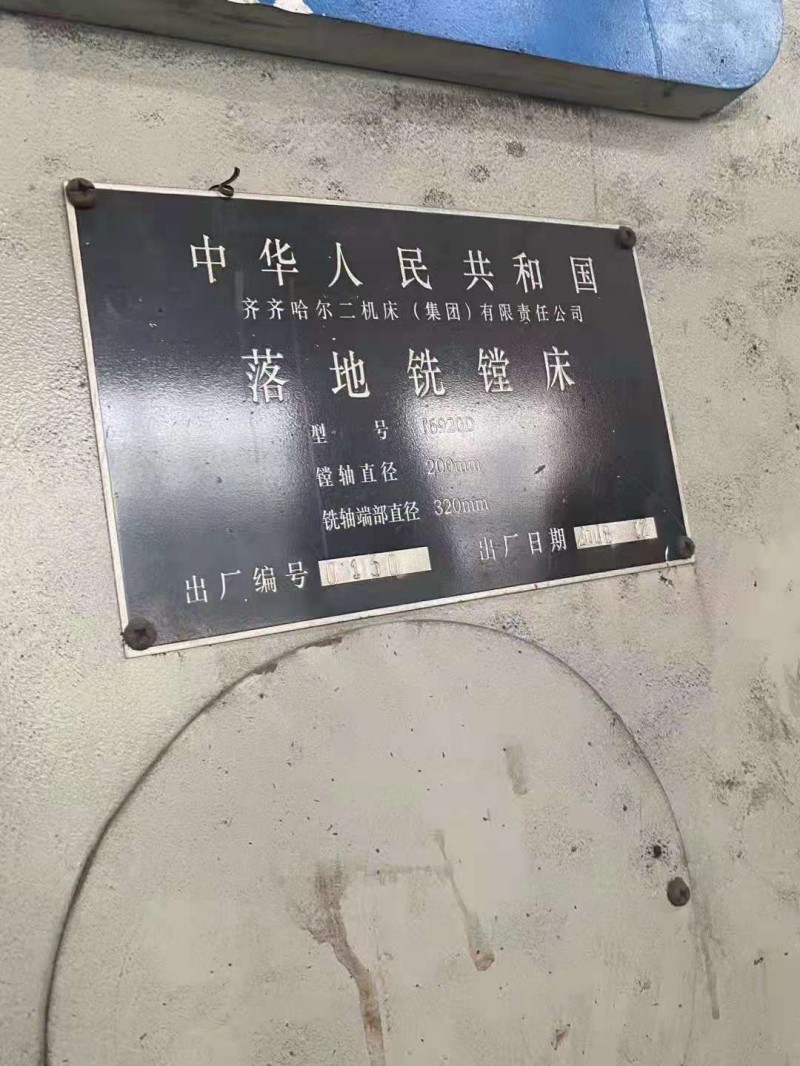 中华人民共和国
齐齐哈尔二机床（集团）有限责任公司
落地铣镗床
型 号
镗轴直径 200mm
铣轴端部直径 320mm
出厂编号
出厂日期